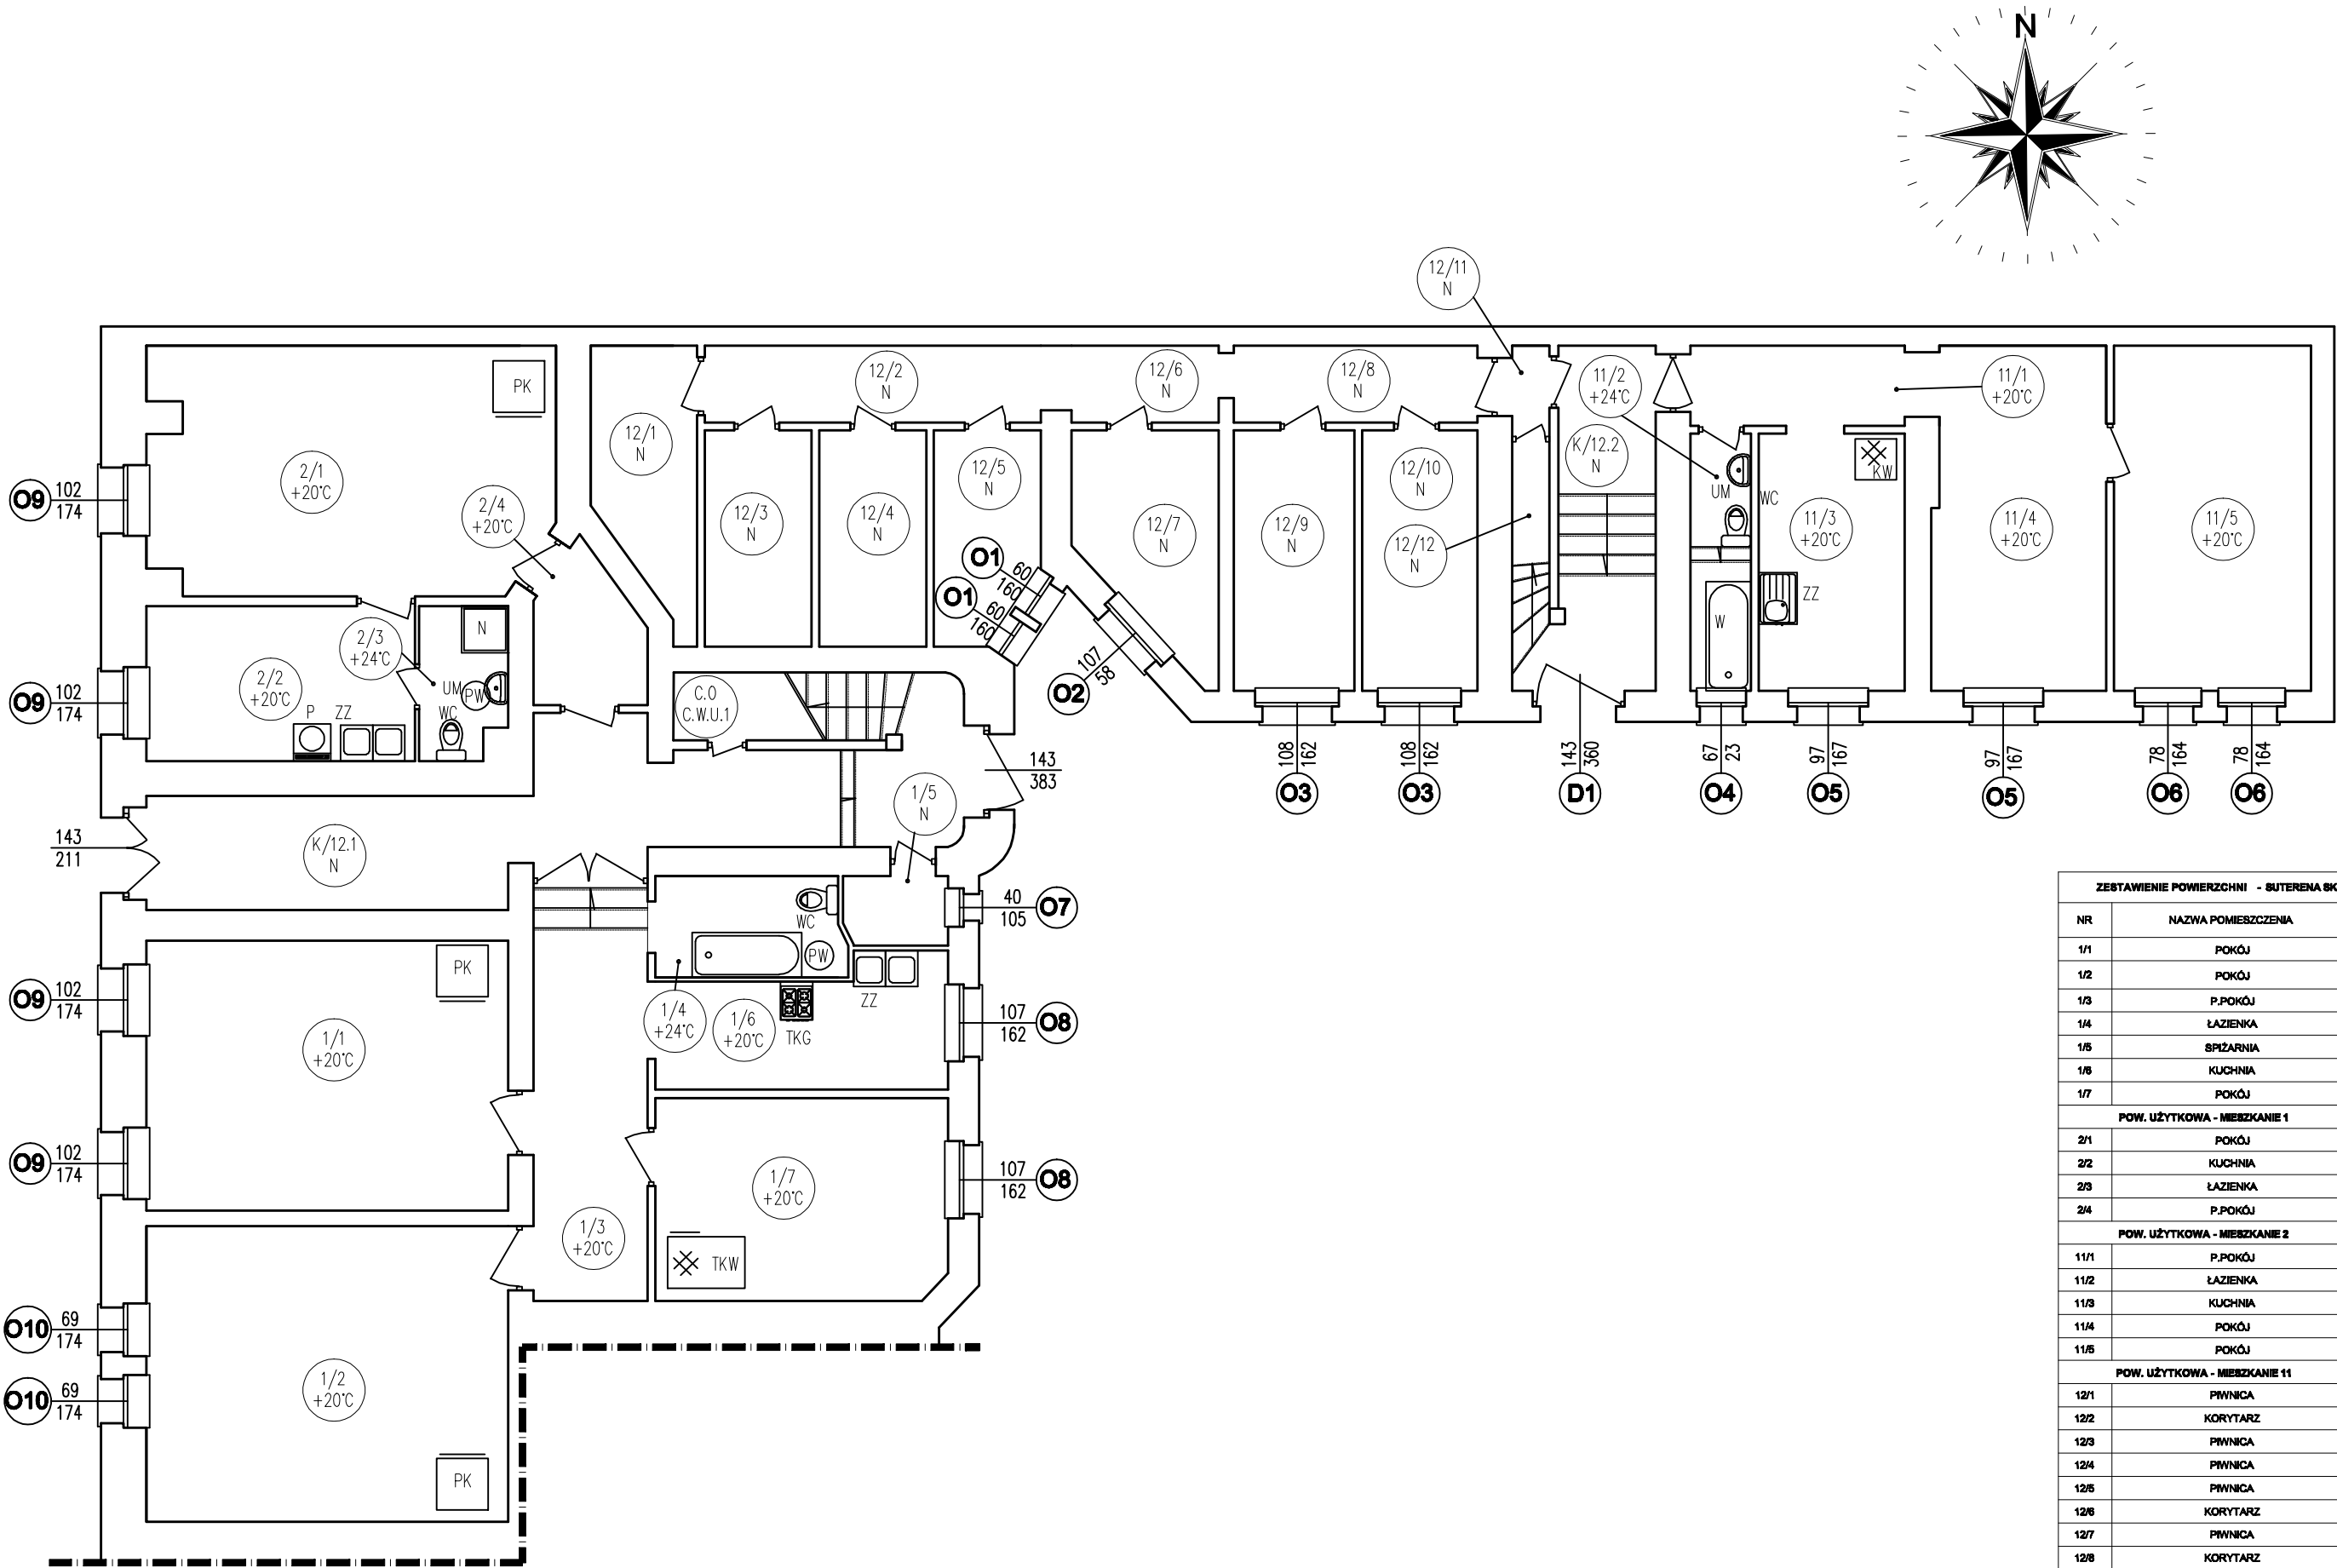 N
12/11
N
PK
12/2
N
12/6
N
12/8
N
11/2
+24°C
11/1
+20°C
12/1
N
2/1
+20°C
12/5
N
12/10
N
K/12.2
N
KW
O9
102
174
2/4
+20°C
12/3
N
12/4
N
12/7
N
12/9
N
12/12
N
UM
WC
11/3
+20°C
11/4
+20°C
11/5
+20°C
O1
60
160
O1
60
160
ZZ
W
2/3
+24°C
N
2/2
+20°C
UM
PW
WC
P
ZZ
O9
102
174
C.O
C.W.U.1
O2
107
58
143
383
108
162
O3
108
162
O3
143
360
D1
67
23
O4
97
167
O5
97
167
O5
78
164
O6
78
164
O6
1/5
N
143
211
K/12.1
N
WC
PW
40
105
O7
O9
102
174
PK
1/1
+20°C
1/4
+24°C
1/6
+20°C
TKG
ZZ
107
162
O8
O9
102
174
1/7
+20°C
107
162
O8
1/3
+20°C
TKW
O10
69
174
1/2
+20°C
O10
69
174
PK
ZESTAWIENIE POWIERZCHNI - SUTERENA SK
NR NAZWA POMIESZCZENIA
1/1 POKÓJ
1/2 POKÓJ
1/3 P.POKÓJ
1/4 ŁAZIENKA
1/5 SPIŻARNIA
1/6 KUCHNIA
1/7 POKÓJ
POW. UŻYTKOWA - MIESZKANIE 1
2/1 POKÓJ
2/2 KUCHNIA
2/3 ŁAZIENKA
2/4 P.POKÓJ
POW. UŻYTKOWA - MIESZKANIE 2
11/1 P.POKÓJ
11/2 ŁAZIENKA
11/3 KUCHNIA
11/4 POKÓJ
11/5 POKÓJ
POW. UŻYTKOWA - MIESZKANIE 11
12/1 PIWNICA
12/2 KORYTARZ
12/3 PIWNICA
12/4 PIWNICA
12/5 PIWNICA
12/6 KORYTARZ
12/7 PIWNICA
12/8 KORYTARZ